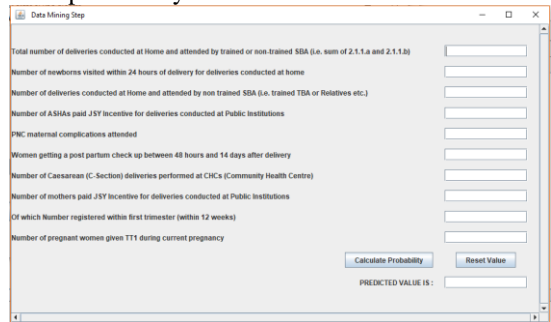 Data Mining Step
Total number of deliveries conducted at Home and attended by trained or non-trained SBA (i.e. sum of 2.1.1.a and 2.1.1.b)
Number of newborns visited within 24 hours of delivery for deliveries conducted at home
Number of deliveries conducted at Home and attended by non trained SBA (i.e. trained TBA or Relatives etc.)
Number of ASHAs paid JSY Incentive for deliveries conducted at Public Institutions
PNC maternal complications attended
Women getting a post partum check up between 48 hours and 14 days after delivery
Number of Caesarean (C-Section) deliveries performed at CHCs (Community Health Centre)
Number of mothers paid JSY Incentive for deliveries conducted at Public Institutions
Of which Number registered within first trimester (within 12 weeks)
Number of pregnant women given TT1 during current pregnancy
Calculate Probability Reset Value
PREDICTED VALUE IS :